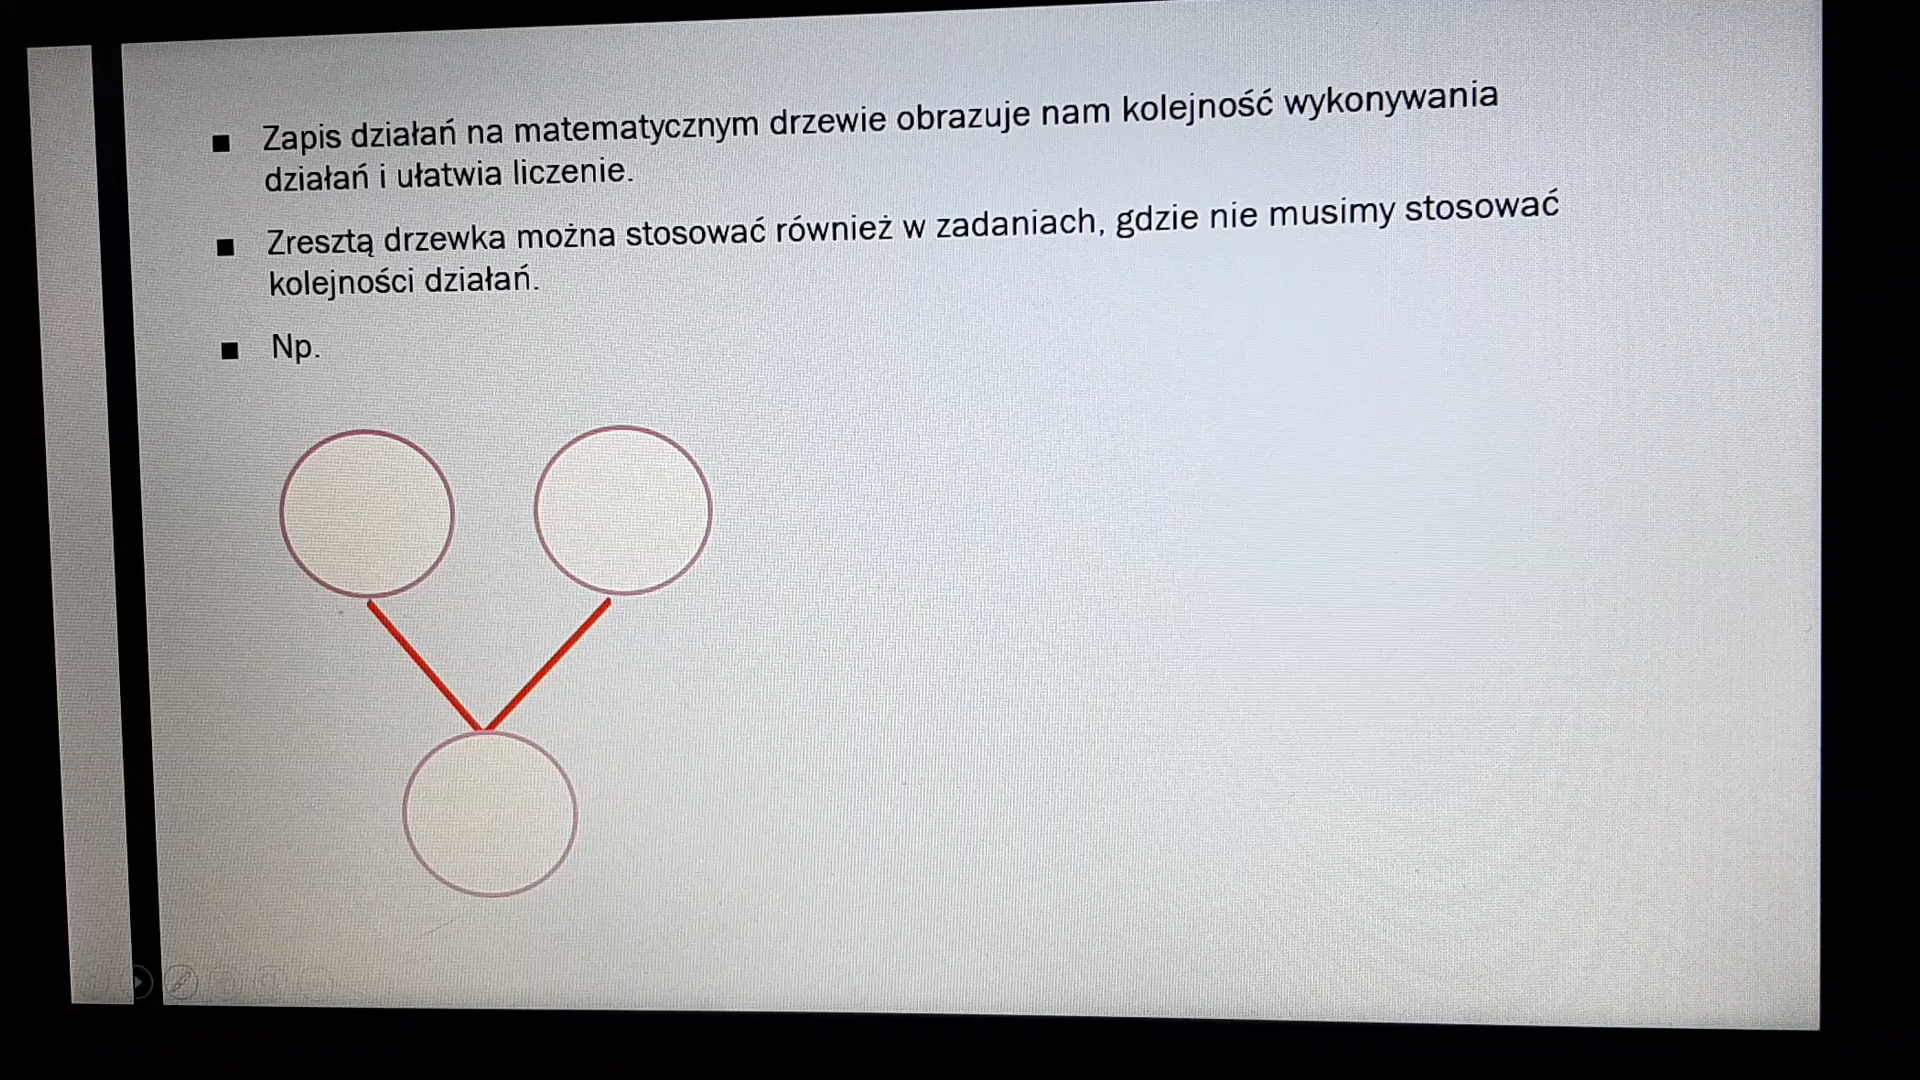 Zapis działań na matematycznym drzewie obrazuje nam kolejność wykonywania
działań i ułatwia liczenie.
Zresztą drzewka można stosować również w zadaniach, gdzie nie musimy stosować
kolejności działań.
Np.